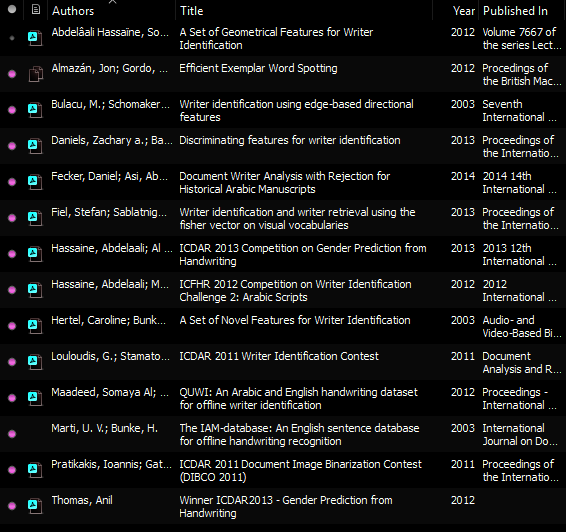 Authors Title Year Published In
Abdelâali Hassaïne, So... A Set of Geometrical Features for Writer 2012 Volume 7667 of
Identification the series Lect...
Almazán, Jon; Gordo, ... Efficient Exemplar Word Spotting 2012 Procedings of
the British Mac...
Bulacu, M.; Schomaker... Writer identification using edge-based directional 2003 Seventh
features International ...
Daniels, Zachary a.; Ba... Discriminating features for writer identification 2013 Proceedings of
the Internatio...
Fecker, Daniel; Asi, Ab... Document Writer Analysis with Rejection for 2014 2014 14th
Historical Arabic Manuscripts International ...
Fiel, Stefan; Sablatnig... Writer identification and writer retrieval using the 2013 Proceedings of
fisher vector on visual vocabularies the Internatio...
Hassaine, Abdelaali; Al ... ICDAR 2013 Competition on Gender Prediction from 2013 2013 12th
Handwriting International ...
Hassaine, Abdelaali; M... ICFHR 2012 Competition on Writer Identification 2012 2012
Challenge 2: Arabic Scripts International ...
Hertel, Caroline; Bunk... A Set of Novel Features for Writer Identification 2003 Audio- and
Video-Based Bi...
Louloudis, G.; Stamato... ICDAR 2011 Writer Identification Contest 2011 Document
Analysis and R...
Maadeed, Somaya Al; ... QUWI: An Arabic and English handwriting dataset 2012 Proceedings -
for offline writer identification International ...
Marti, U. V.; Bunke, H. The IAM-database: An English sentence database 2003 International
for offline handwriting recognition Journal on Do...
Pratikakis, Ioannis; Gat... ICDAR 2011 Document Image Binarization Contest 2011 Proceedings of
(DIBCO 2011) the Internatio...
Thomas, Anil Winner ICDAR2013 - Gender Prediction from 2012
Handwriting